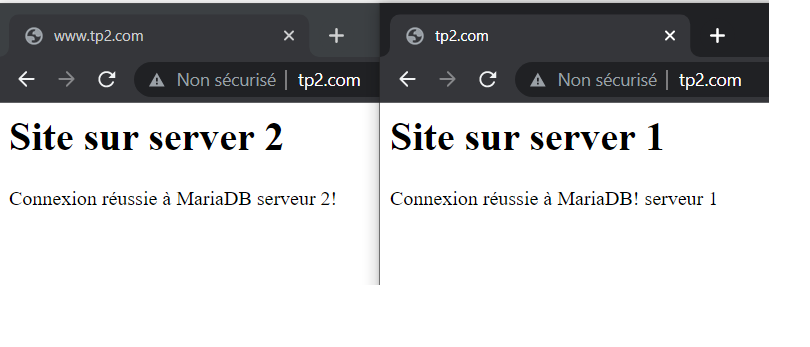 www.tp2.com
Non sécurisé | tp2.com
Site sur server 2
Connexion réussie à MariaDB serveur 2!
tp2.com
Non sécurisé | tp2.com
Site sur server 1
Connexion réussie à MariaDB! serveur 1